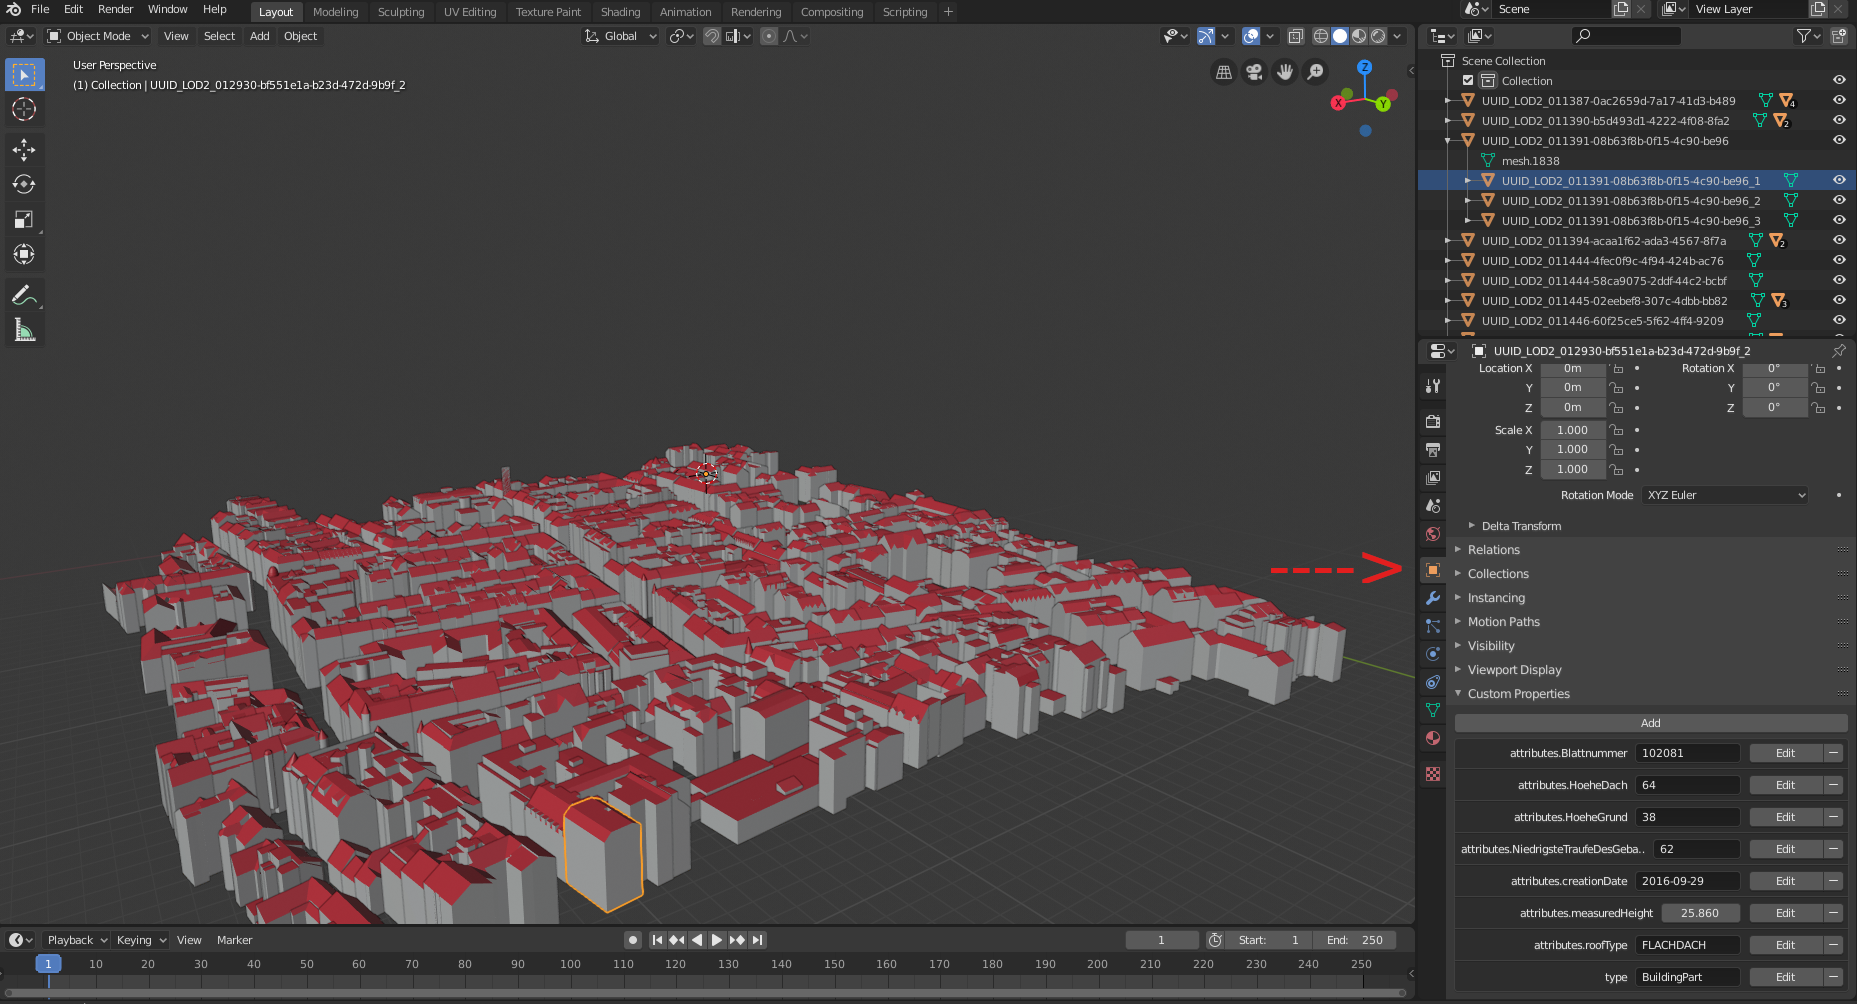 File Edit Render Window Help Layout Modeling Sculpting UV Editing Texture Paint Shading Animation Rendering Compositing Scripting + Scene View Layer
Object Mode View Select Add Object Global
User Perspective
(1) Collection | UUID_LOD2_012930-bf551e1a-b23d-472d-9b9f_2
Z
X
Y
Scene Collection
Collection
UUID_LOD2_011387-0ac2659d-7a17-41d3-b489 4
UUID_LOD2_011390-b5d493d1-4222-4f08-8fa2 2
UUID_LOD2_011391-08b63f8b-0f15-4c90-be96
mesh.1838
UUID_LOD2_011391-08b63f8b-0f15-4c90-be96_1
UUID_LOD2_011391-08b63f8b-0f15-4c90-be96_2
UUID_LOD2_011391-08b63f8b-0f15-4c90-be96_3
UUID_LOD2_011394-acaa1f62-ada3-4567-8f7a 2
UUID_LOD2_011444-4fec0f9c-4f94-424b-ac76
UUID_LOD2_011444-58ca9075-2ddf-44c2-bcbf
UUID_LOD2_011445-02eebef8-307c-4dbb-bb82 3
UUID_LOD2_011446-60f25ce5-5f62-4ff4-9209
UUID_LOD2_012930-bf551e1a-b23d-472d-9b9f_2
Location X 0m Rotation X 0°
Y 0m Y 0°
Z 0m Z 0°
Scale X 1.000
Y 1.000
Z 1.000
Rotation Mode XYZ Euler
Delta Transform
Relations
Collections
Instancing
Motion Paths
Visibility
Viewport Display
Custom Properties
Add
attributes.Blattnummer 102081 Edit
attributes.HoeheDach 64 Edit
attributes.HoeheGrund 38 Edit
attributes.NiedrigsteTraufeDesGeba.. 62 Edit
attributes.creationDate 2016-09-29 Edit
attributes.measuredHeight 25.860 Edit
attributes.roofType FLACHDACH Edit
type BuildingPart Edit
Playback Keying View Marker 1 Start: 1 End: 250
1 10 20 30 40 50 60 70 80 90 100 110 120 130 140 150 160 170 180 190 200 210 220 230 240 250